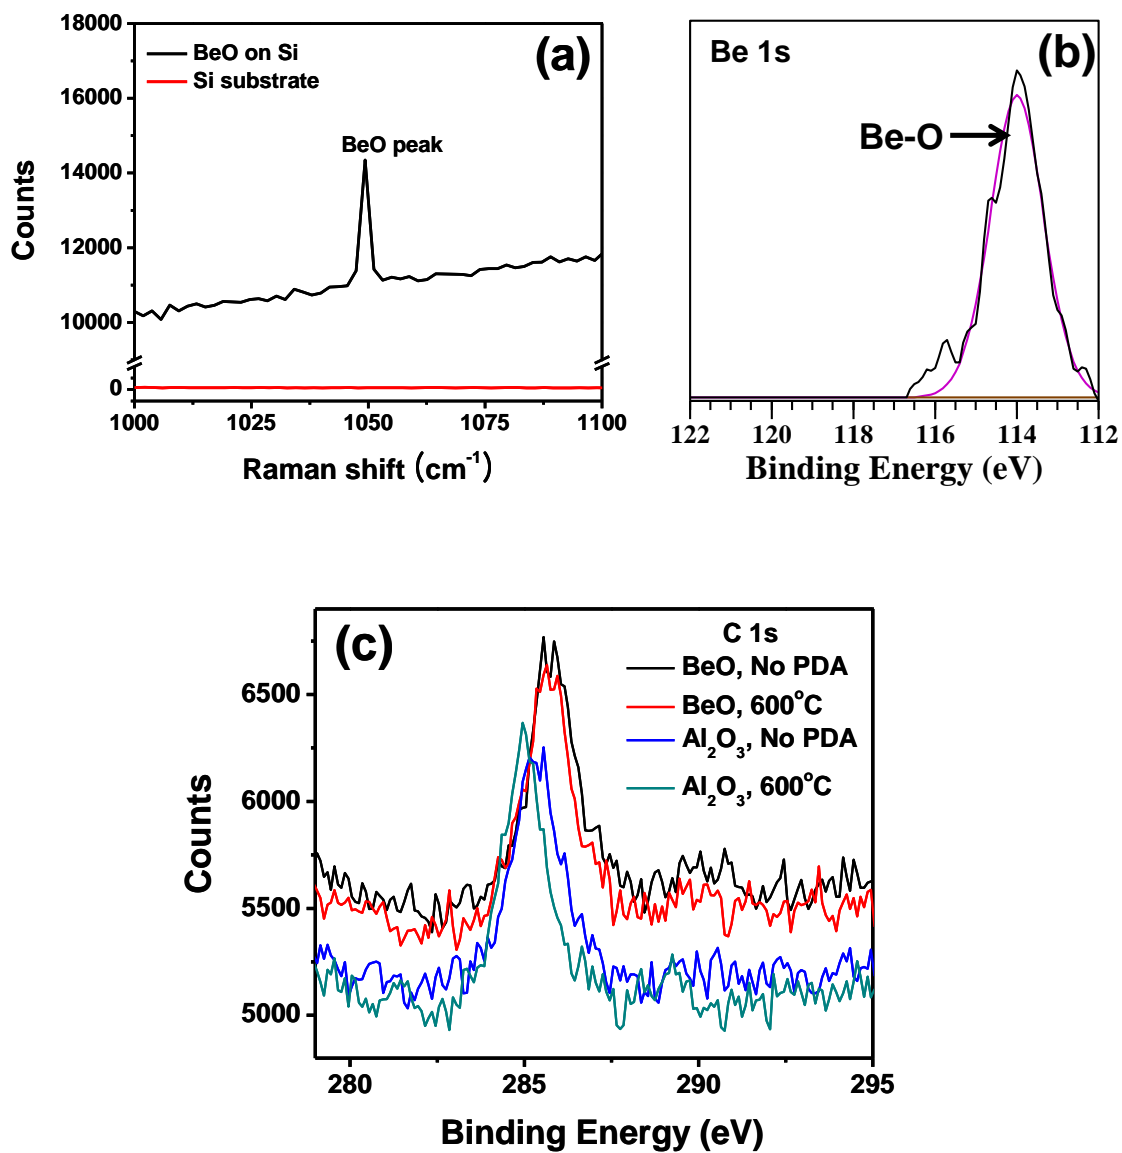 (a)
BeO on Si
Si substrate
BeO peak
Counts
18000
16000
14000
12000
10000
0
1000 1025 1050 1075 1100
Raman shift (cm⁻¹)
(b)
Be 1s
Be-O
122 120 118 116 114 112
Binding Energy (eV)
(c)
C 1s
BeO, No PDA
BeO, 600°C
Al₂O₃, No PDA
Al₂O₃, 600°C
Counts
6500
6000
5500
5000
280 285 290 295
Binding Energy (eV)